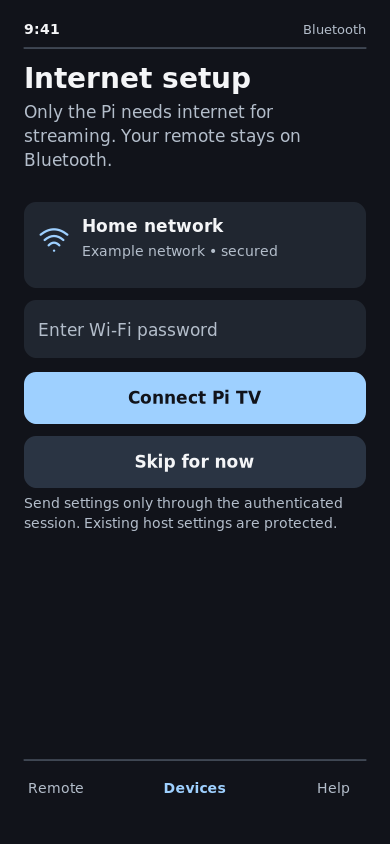 9:41
Bluetooth
Internet setup
Only the Pi needs internet for
streaming. Your remote stays on
Bluetooth.
Home network
Example network • secured
Enter Wi-Fi password
Connect Pi TV
Skip for now
Send settings only through the authenticated
session. Existing host settings are protected.
Remote
Devices
Help